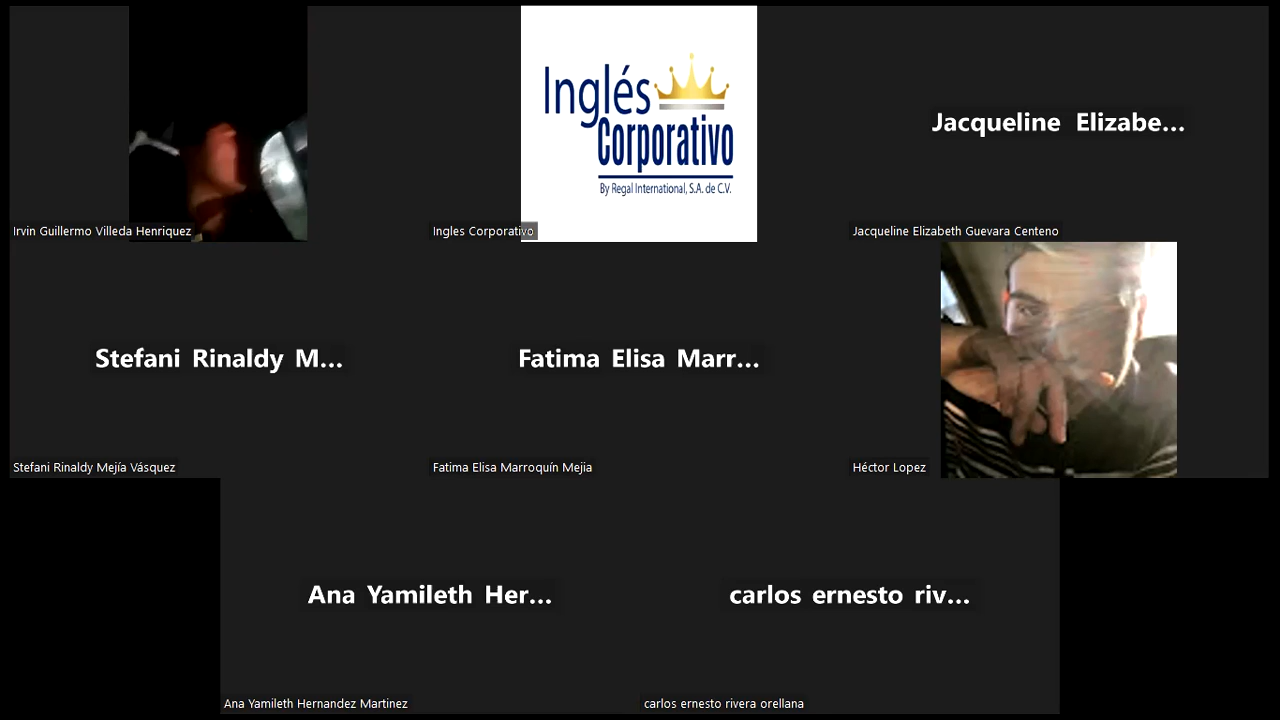 Inglés
Corporativo
By Regal International, S.A. de C.V.
Jacqueline Elizabe...
Irvin Guillermo Villeda Henriquez
Ingles Corporativo
Jacqueline Elizabeth Guevara Centeno
Stefani Rinaldy M...
Fatima Elisa Marr...
Stefani Rinaldy Mejía Vásquez
Fatima Elisa Marroquín Mejia
Héctor Lopez
Ana Yamileth Her...
carlos ernesto riv...
Ana Yamileth Hernandez Martinez
carlos ernesto rivera orellana